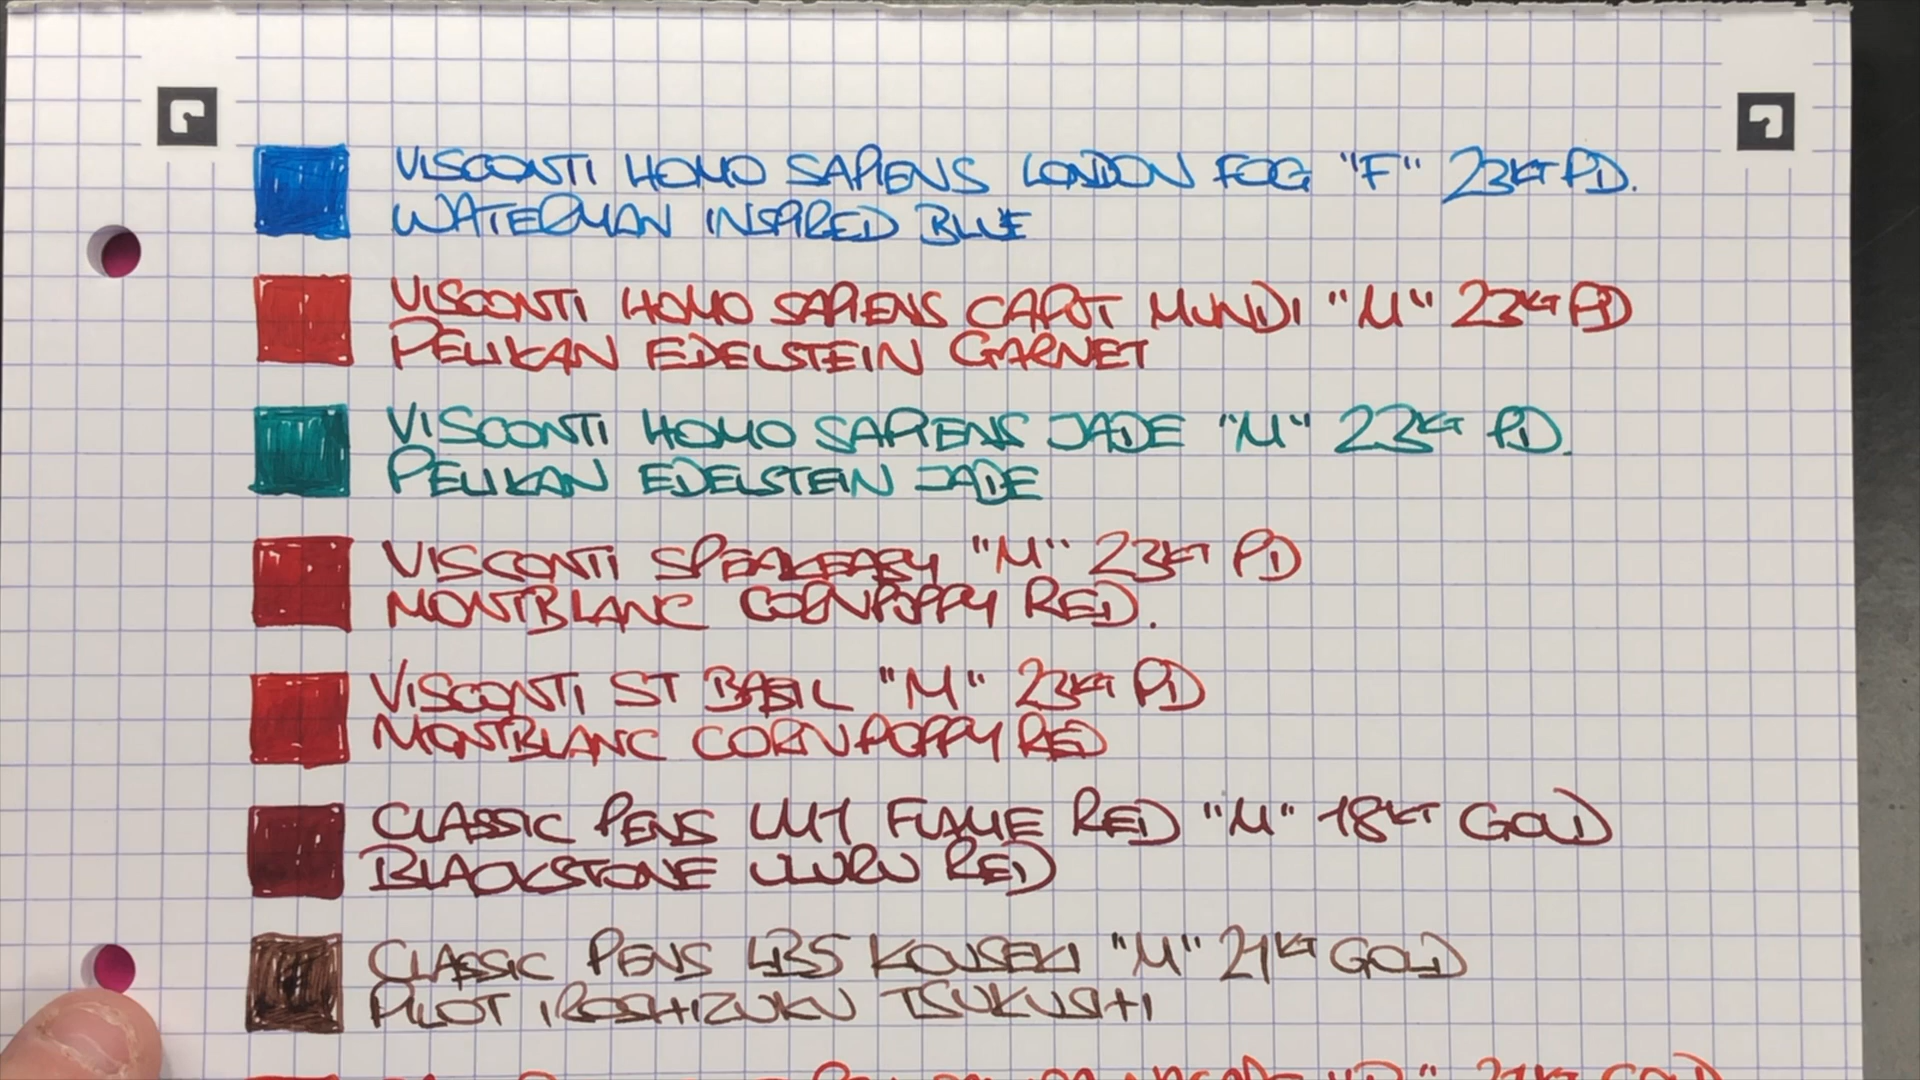 VISCONTI HOMO SAPIENS LONDON FOG "F" 23KT PD.
WATERMAN INSPIRED BLUE
VISCONTI HOMO SAPIENS CAPUT MUNDI "M" 23KT PD
PELIKAN EDELSTEIN GARNET
VISCONTI HOMO SAPIENS JADE "M" 23KT PD.
PELIKAN EDELSTEIN JADE
VISCONTI SPEAKEASY "M" 23KT PD
MONTBLANC CORNPOPPY RED.
VISCONTI ST BASIL "M" 23KT PD
MONTBLANC CORNPOPPY RED
CLASSIC PENS LM1 FLAME RED "M" 18KT GOLD
BLACKSTONE ULURU RED
CLASSIC PENS LB5 KOUSEKI "M" 21KT GOLD
PILOT IROSHIZUKU TSUKUSHI
21KT GOLD